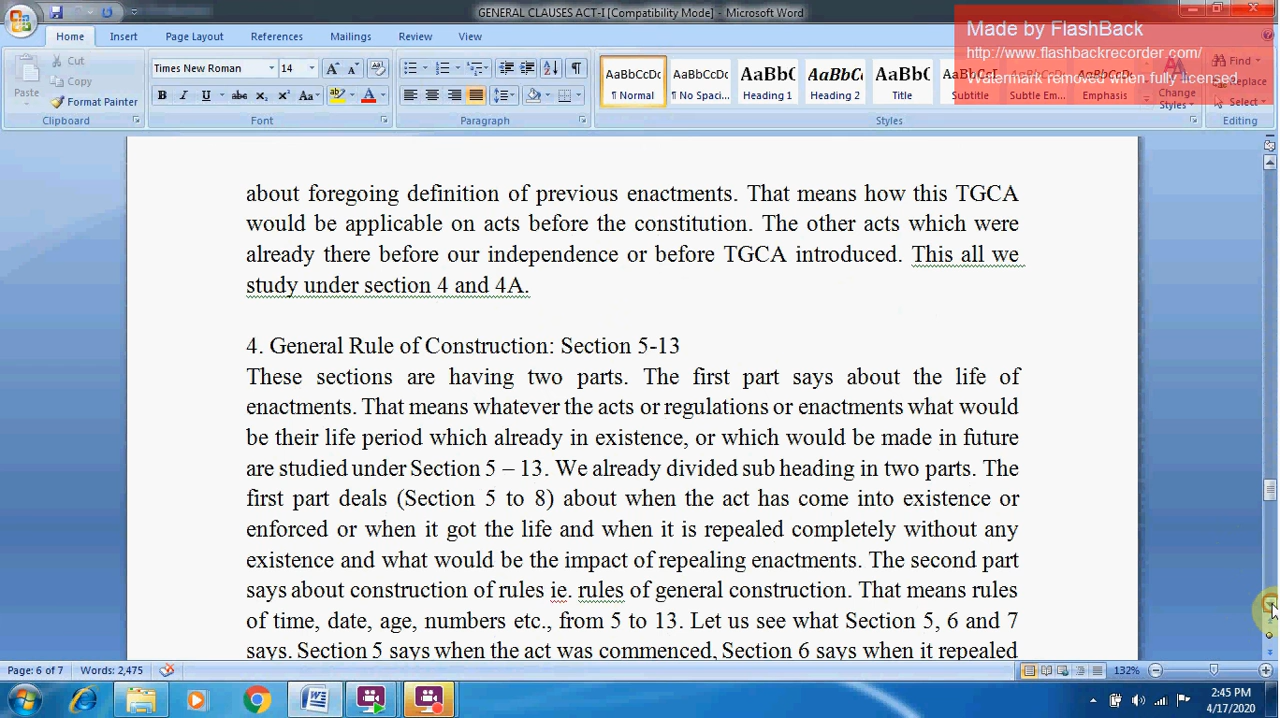 GENERAL CLAUSES ACT-I [Compatibility Mode] - Microsoft Word
Made by FlashBack
http://www.flashbackrecorder.com/
Watermark removed when fully licensed
Home Insert Page Layout References Mailings Review View
Paste
Cut
Copy
Format Painter
Clipboard
Times New Roman 14
Font
Paragraph
AaBbCcDc AaBbCcDc AaBbC AaBbCc AaBbC
¶ Normal ¶ No Spaci... Heading 1 Heading 2 Title Subtitle Subtle Em... Emphasis
Change Styles
Styles
Find
Replace
Select
Editing
about foregoing definition of previous enactments. That means how this TGCA
would be applicable on acts before the constitution. The other acts which were
already there before our independence or before TGCA introduced. This all we
study under section 4 and 4A.
4. General Rule of Construction: Section 5-13
These sections are having two parts. The first part says about the life of
enactments. That means whatever the acts or regulations or enactments what would
be their life period which already in existence, or which would be made in future
are studied under Section 5 – 13. We already divided sub heading in two parts. The
first part deals (Section 5 to 8) about when the act has come into existence or
enforced or when it got the life and when it is repealed completely without any
existence and what would be the impact of repealing enactments. The second part
says about construction of rules ie. rules of general construction. That means rules
of time, date, age, numbers etc., from 5 to 13. Let us see what Section 5, 6 and 7
says. Section 5 says when the act was commenced, Section 6 says when it repealed
Page: 6 of 7 Words: 2,475 132%
2:45 PM
4/17/2020